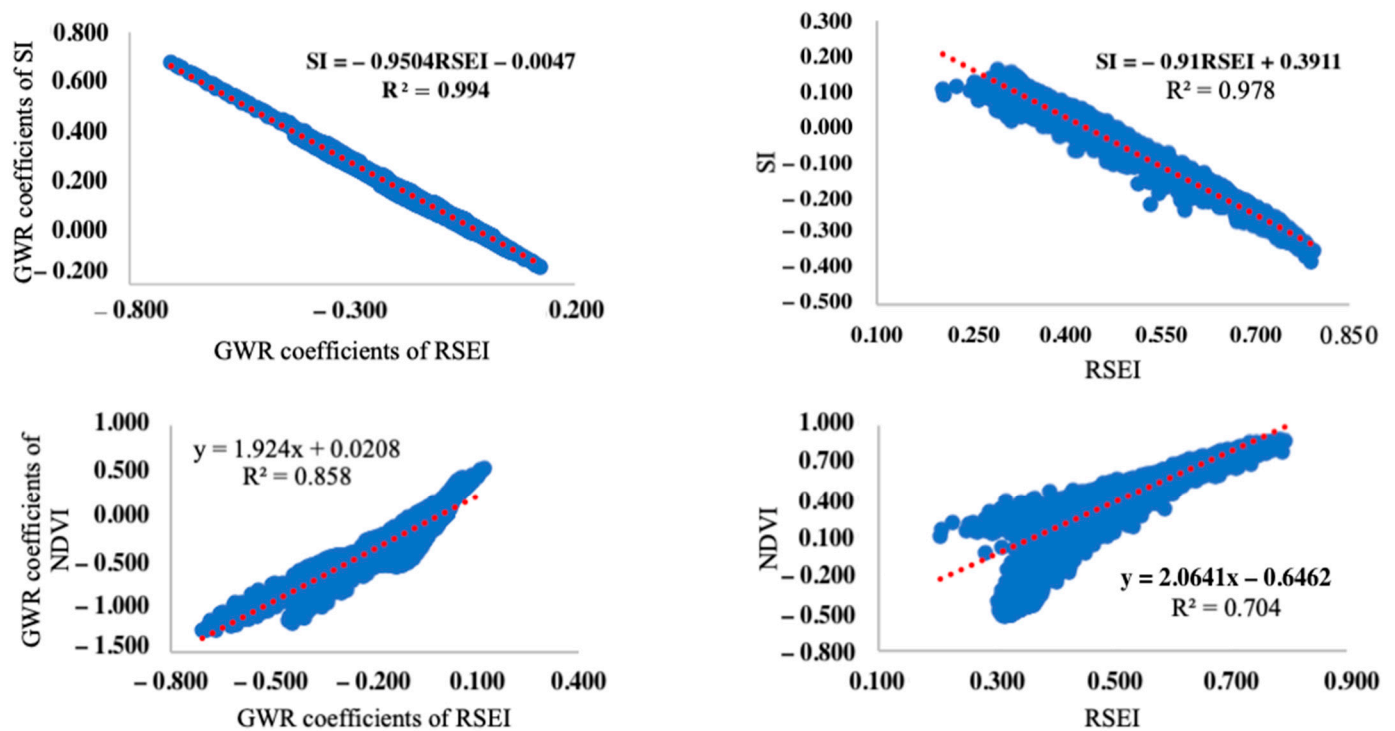 0.800
0.600
0.400
0.200
0.000
– 0.200
GWR coefficients of SI
SI = – 0.9504RSEI – 0.0047
R² = 0.994
– 0.800
– 0.300
0.200
GWR coefficients of RSEI
0.300
0.200
0.100
0.000
– 0.100
– 0.200
– 0.300
– 0.400
– 0.500
SI
SI = – 0.91RSEI + 0.3911
R² = 0.978
0.100
0.250
0.400
0.550
0.700
0.850
RSEI
1.000
0.500
0.000
– 0.500
– 1.000
– 1.500
GWR coefficients of
NDVI
y = 1.924x + 0.0208
R² = 0.858
– 0.800
– 0.500
– 0.200
0.100
0.400
GWR coefficients of RSEI
1.000
0.700
0.400
0.100
– 0.200
– 0.500
– 0.800
NDVI
y = 2.0641x – 0.6462
R² = 0.704
0.100
0.300
0.500
0.700
0.900
RSEI